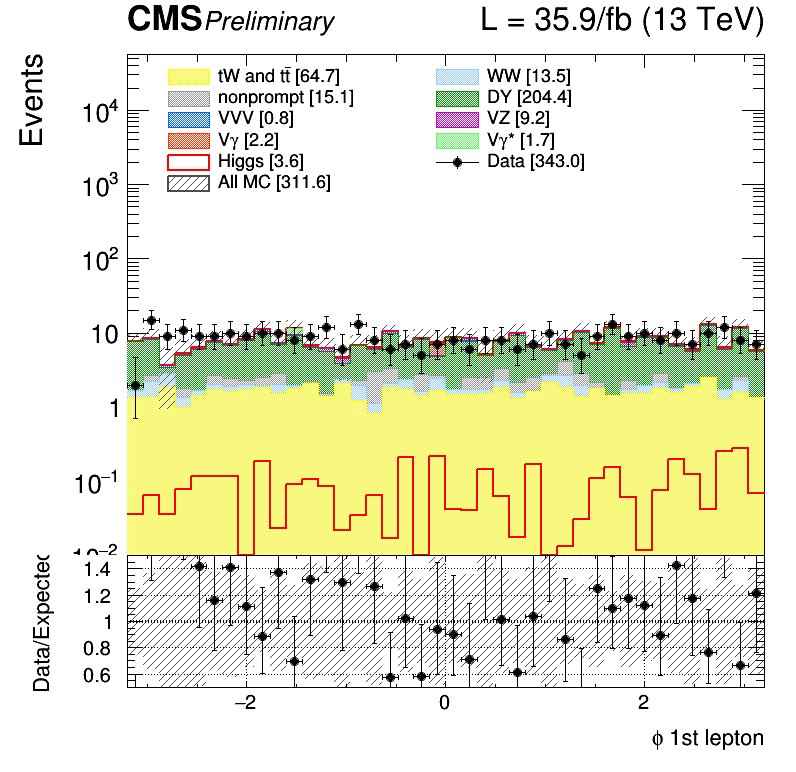 CMS Preliminary L = 35.9/fb (13 TeV)
Events
tW and tt̄ [64.7] WW [13.5]
nonprompt [15.1] DY [204.4]
VVV [0.8] VZ [9.2]
Vγ [2.2] Vγ* [1.7]
Higgs [3.6] Data [343.0]
All MC [311.6]
10⁴
10³
10²
10
1
10⁻¹
10⁻²
Data/Expected
1.4
1.2
1
0.8
0.6
−2 0 2
ϕ 1st lepton